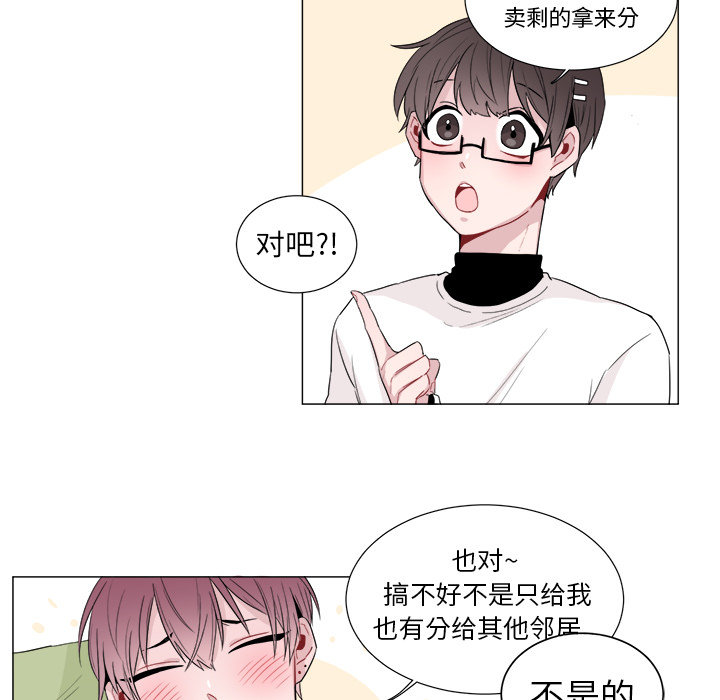 卖剩的拿来分
对吧?!
也对~
搞不好不是只给我
也有分给其他邻居
不是的